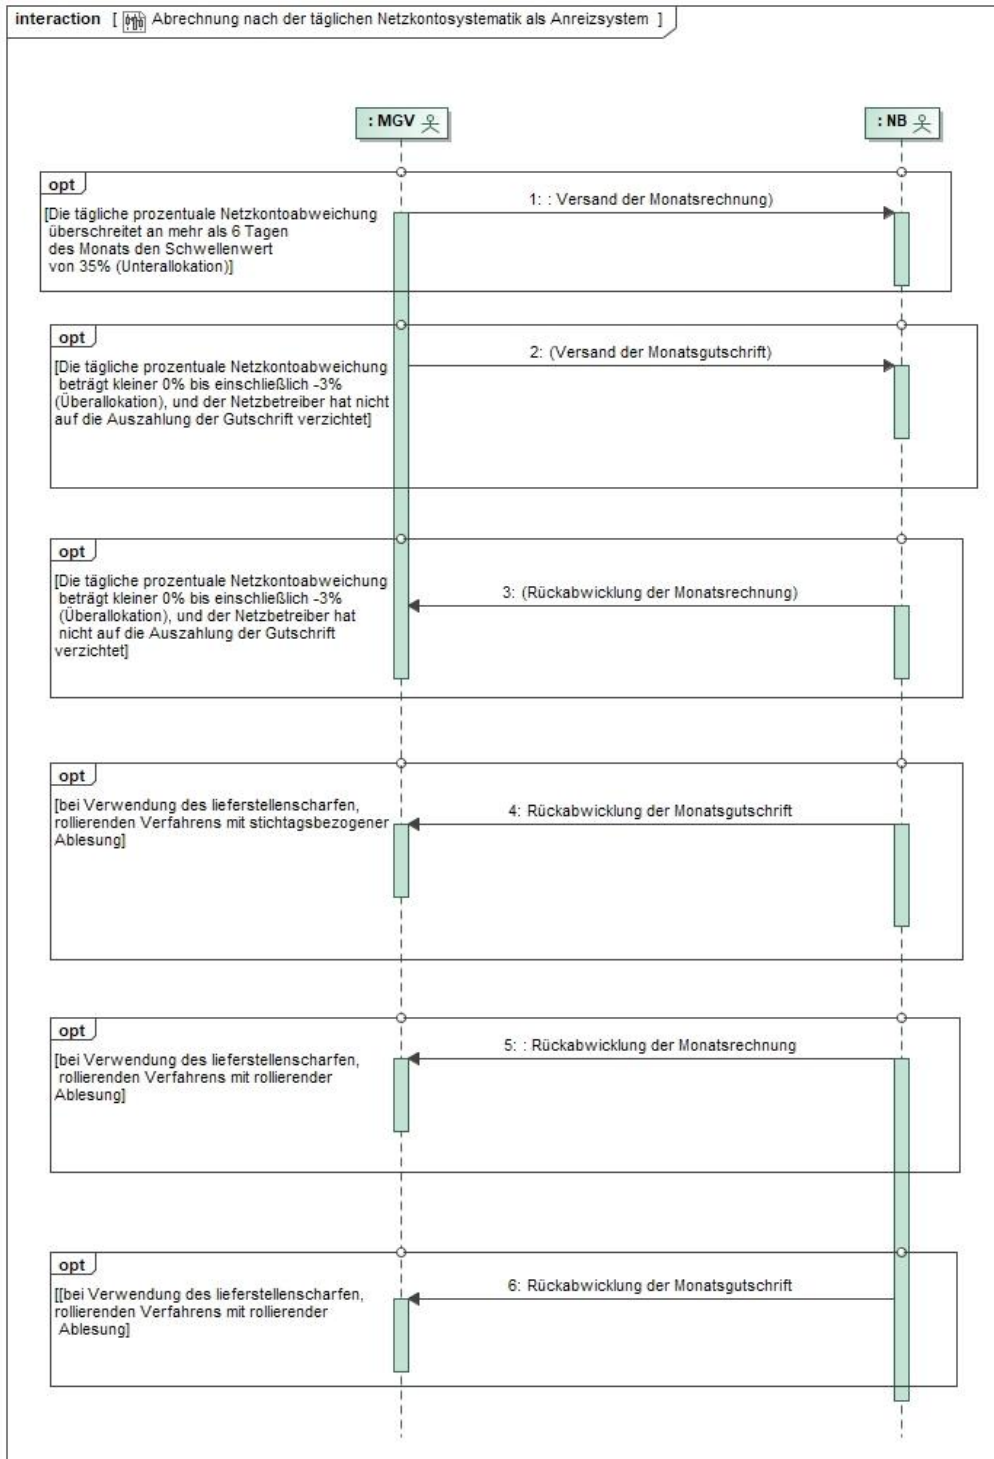 interaction [ Abrechnung nach der täglichen Netzkontosystematik als Anreizsystem ]
: MGV
: NB
opt
1: : Versand der Monatsrechnung)
[Die tägliche prozentuale Netzkontoabweichung
überschreitet an mehr als 6 Tagen
des Monats den Schwellenwert
von 35% (Unterallokation)]
opt
2: (Versand der Monatsgutschrift)
[Die tägliche prozentuale Netzkontoabweichung
beträgt kleiner 0% bis einschließlich -3%
(Überallokation), und der Netzbetreiber hat nicht
auf die Auszahlung der Gutschrift verzichtet]
opt
[Die tägliche prozentuale Netzkontoabweichung
beträgt kleiner 0% bis einschließlich -3%
(Überallokation), und der Netzbetreiber hat
nicht auf die Auszahlung der Gutschrift
verzichtet]
3: (Rückabwicklung der Monatsrechnung)
opt
[bei Verwendung des lieferstellenscharfen,
rollierenden Verfahrens mit stichtagsbezogener
Ablesung]
4: Rückabwicklung der Monatsgutschrift
opt
5: : Rückabwicklung der Monatsrechnung
[bei Verwendung des lieferstellenscharfen,
rollierenden Verfahrens mit rollierender
Ablesung]
opt
6: Rückabwicklung der Monatsgutschrift
[[bei Verwendung des lieferstellenscharfen,
rollierenden Verfahrens mit rollierender
Ablesung]